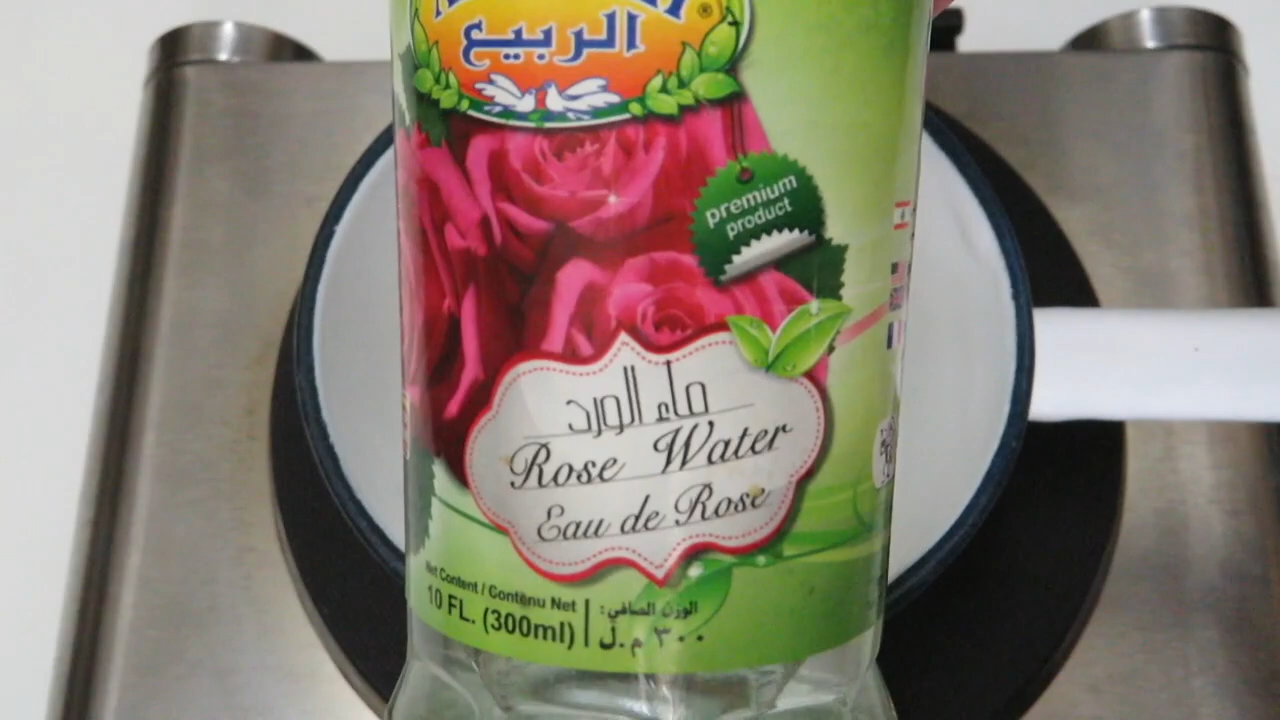 الربيع
premium
product
ماء الورد
Rose Water
Eau de Rose
Net Content / Contenu Net
10 FL. (300ml)
الوزن الصافي:
٣٠٠ م.ل.